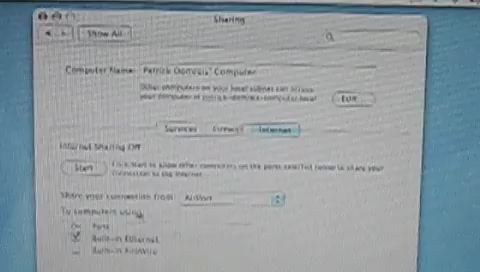 Sharing
Show All
Computer Name: Patrick Computer
Other computers on your local subnet can access
your computer at
Edit...
Services Firewall Internet
Internet Sharing Off
Start
Click Start to allow other computers on the ports selected below to share your
connection to the Internet
Share your connection from: AirPort
To computers using:
Ports
Built-in Ethernet
Built-in FireWire